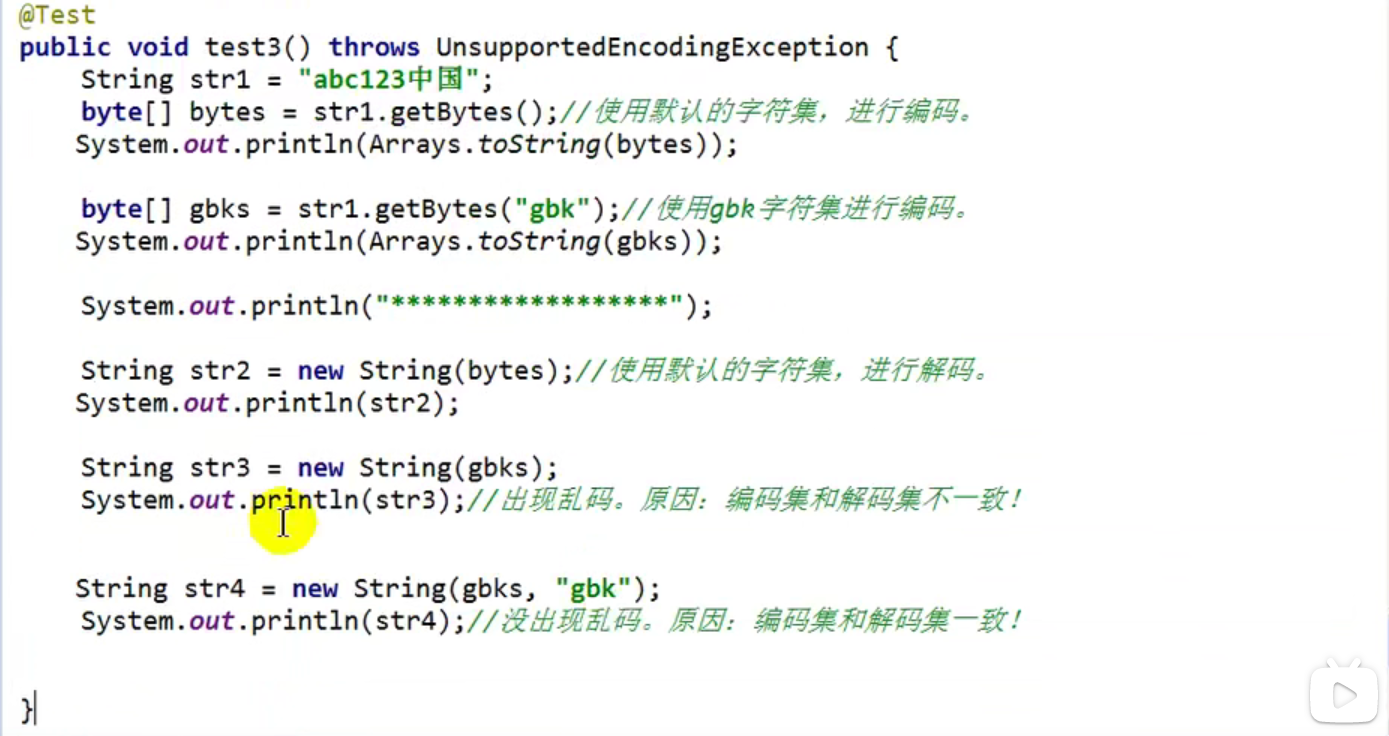 @Test
public void test3() throws UnsupportedEncodingException {
String str1 = "abc123中国";
byte[] bytes = str1.getBytes();//使用默认的字符集，进行编码。
System.out.println(Arrays.toString(bytes));
byte[] gbks = str1.getBytes("gbk");//使用gbk字符集进行编码。
System.out.println(Arrays.toString(gbks));
System.out.println("******************");
String str2 = new String(bytes);//使用默认的字符集，进行解码。
System.out.println(str2);
String str3 = new String(gbks);
System.out.println(str3);//出现乱码。原因：编码集和解码集不一致！
String str4 = new String(gbks, "gbk");
System.out.println(str4);//没出现乱码。原因：编码集和解码集一致！
}